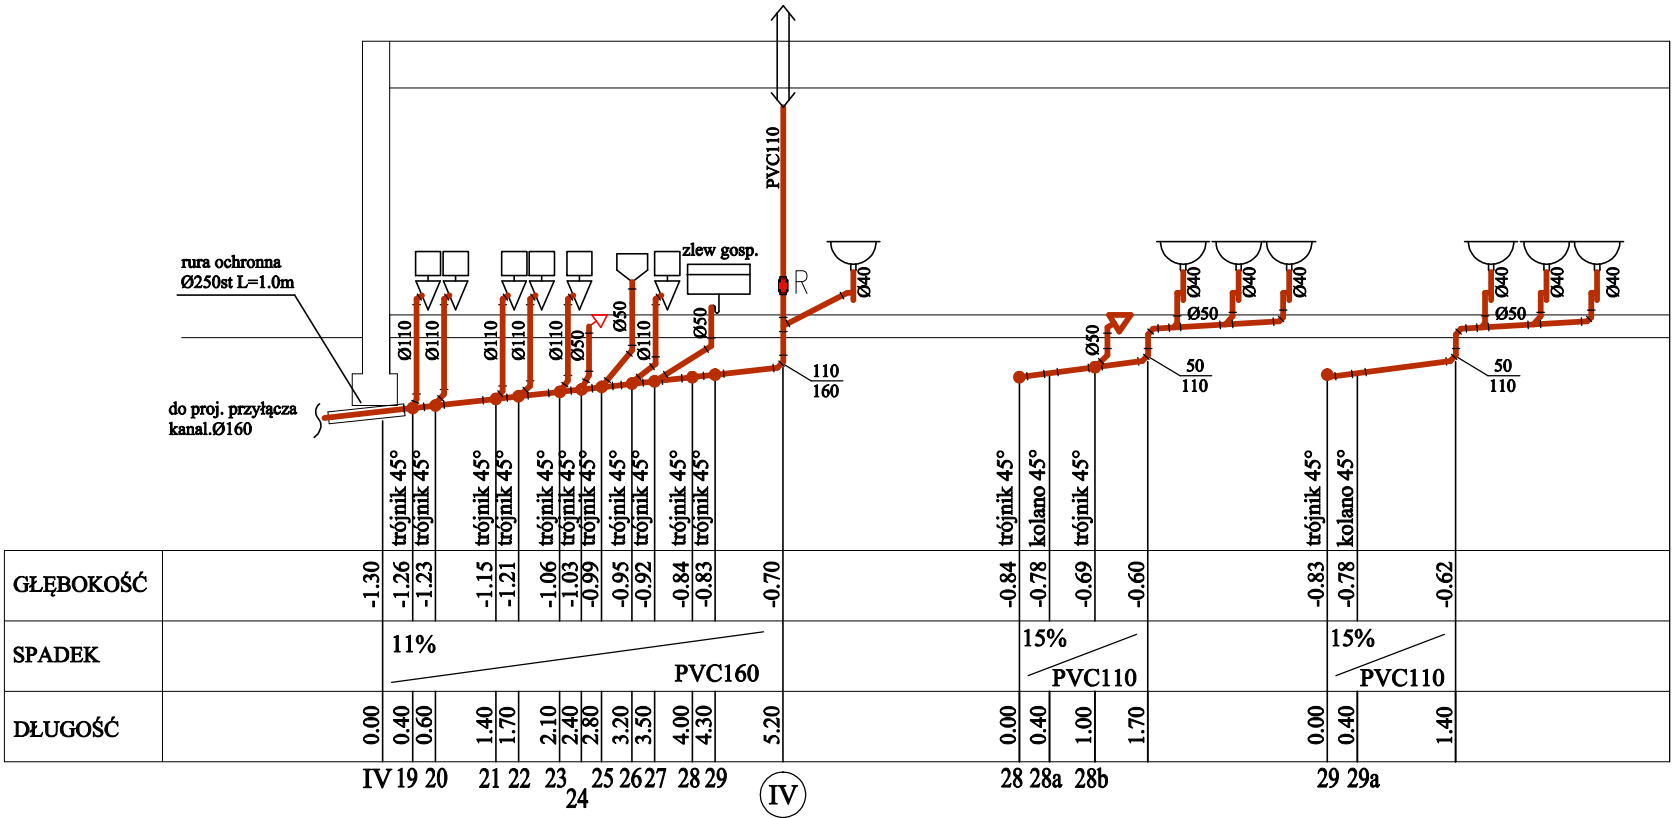 PVC110
R
zlew gosp.
rura ochronna
Ø250st L=1.0m
Ø110
Ø110
Ø110
Ø110
Ø110
Ø50
Ø50
Ø110
Ø50
Ø40
110
160
do proj. przyłącza
kanal.Ø160
Ø50
Ø40
Ø40
Ø40
Ø50
50
110
Ø40
Ø40
Ø40
Ø50
50
110
trójnik 45°
trójnik 45°
trójnik 45°
trójnik 45°
trójnik 45°
trójnik 45°
trójnik 45°
trójnik 45°
trójnik 45°
trójnik 45°
trójnik 45°
kolano 45°
trójnik 45°
trójnik 45°
kolano 45°
GŁĘBOKOŚĆ
-1.30
-1.26
-1.23
-1.15
-1.21
-1.06
-1.03
-0.99
-0.95
-0.92
-0.84
-0.83
-0.70
-0.84
-0.78
-0.69
-0.60
-0.83
-0.78
-0.62
SPADEK
11%
PVC160
15%
PVC110
15%
PVC110
DŁUGOŚĆ
0.00
0.40
0.60
1.40
1.70
2.10
2.40
2.80
3.20
3.50
4.00
4.30
5.20
0.00
0.40
1.00
1.70
0.00
0.40
1.40
IV 19 20 21 22 23 24 25 26 27 28 29 IV
28 28a 28b
29 29a